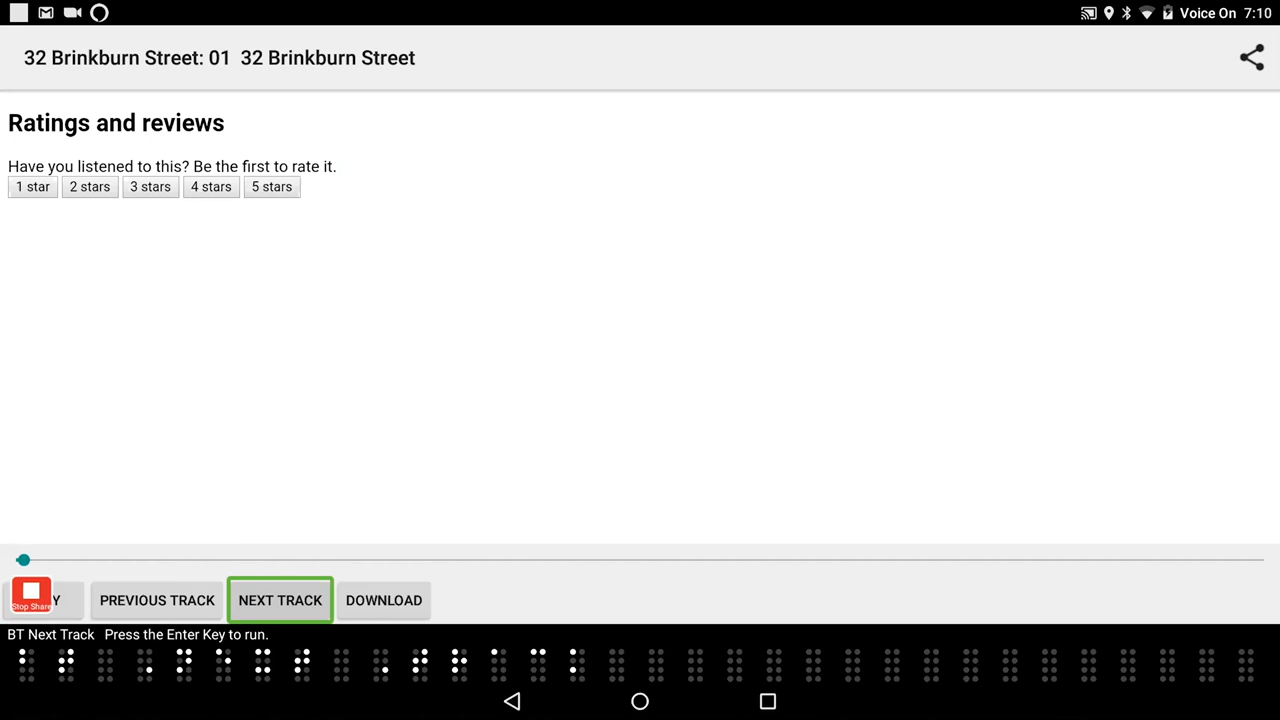 Voice On 7:10
32 Brinkburn Street: 01 32 Brinkburn Street
Ratings and reviews
Have you listened to this? Be the first to rate it.
1 star 2 stars 3 stars 4 stars 5 stars
Stop Share Y PREVIOUS TRACK NEXT TRACK DOWNLOAD
BT Next Track Press the Enter Key to run.